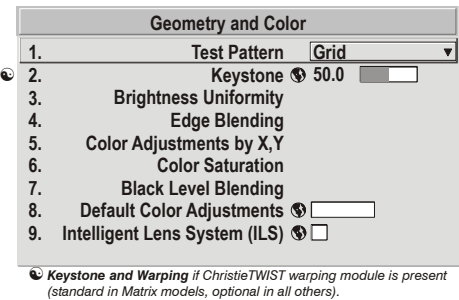 Geometry and Color
1. Test Pattern Grid
2. Keystone 50.0
3. Brightness Uniformity
4. Edge Blending
5. Color Adjustments by X,Y
6. Color Saturation
7. Black Level Blending
8. Default Color Adjustments
9. Intelligent Lens System (ILS)
Keystone and Warping if ChristieTWIST warping module is present
(standard in Matrix models, optional in all others).